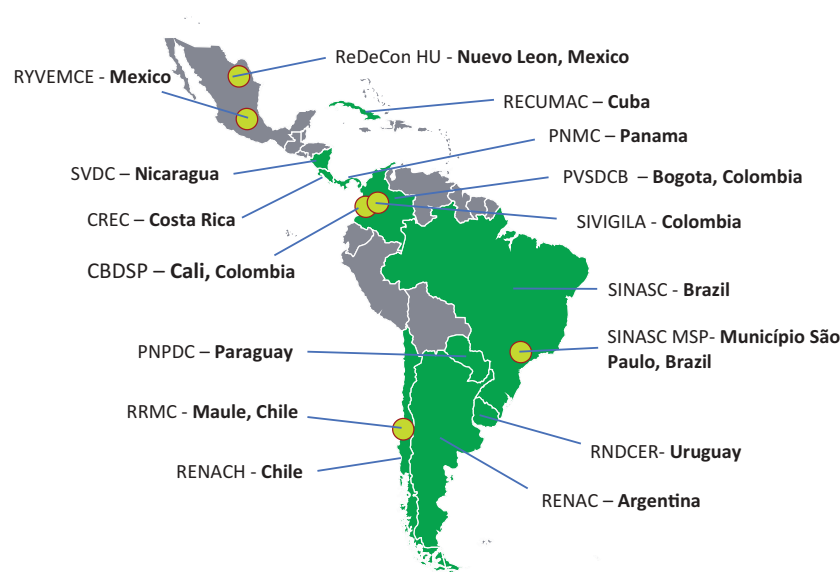 ReDeCon HU - Nuevo Leon, Mexico
RYVEMCE - Mexico
RECUMAC – Cuba
PNMC – Panama
SVDC – Nicaragua
PVSDCB – Bogota, Colombia
CREC – Costa Rica
SIVIGILA - Colombia
CBDSP – Cali, Colombia
SINASC - Brazil
SINASC MSP- Município São
Paulo, Brazil
PNPDC – Paraguay
RRMC - Maule, Chile
RNDCER- Uruguay
RENACH - Chile
RENAC – Argentina